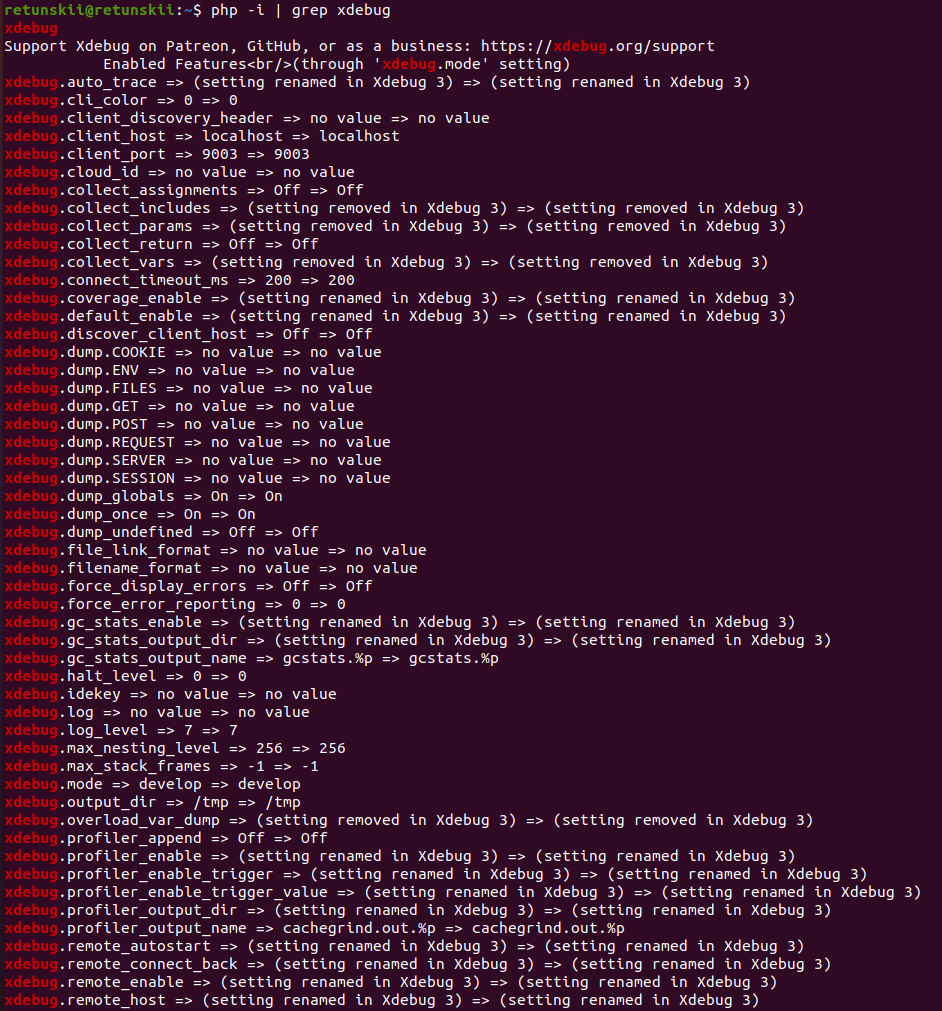 retunskii@retunskii:~$ php -i | grep xdebug
xdebug
Support Xdebug on Patreon, GitHub, or as a business: https://xdebug.org/support
           Enabled Features<br/>(through 'xdebug.mode' setting)
xdebug.auto_trace => (setting renamed in Xdebug 3) => (setting renamed in Xdebug 3)
xdebug.cli_color => 0 => 0
xdebug.client_discovery_header => no value => no value
xdebug.client_host => localhost => localhost
xdebug.client_port => 9003 => 9003
xdebug.cloud_id => no value => no value
xdebug.collect_assignments => Off => Off
xdebug.collect_includes => (setting removed in Xdebug 3) => (setting removed in Xdebug 3)
xdebug.collect_params => (setting removed in Xdebug 3) => (setting removed in Xdebug 3)
xdebug.collect_return => Off => Off
xdebug.collect_vars => (setting removed in Xdebug 3) => (setting removed in Xdebug 3)
xdebug.connect_timeout_ms => 200 => 200
xdebug.coverage_enable => (setting renamed in Xdebug 3) => (setting renamed in Xdebug 3)
xdebug.default_enable => (setting renamed in Xdebug 3) => (setting renamed in Xdebug 3)
xdebug.discover_client_host => Off => Off
xdebug.dump.COOKIE => no value => no value
xdebug.dump.ENV => no value => no value
xdebug.dump.FILES => no value => no value
xdebug.dump.GET => no value => no value
xdebug.dump.POST => no value => no value
xdebug.dump.REQUEST => no value => no value
xdebug.dump.SERVER => no value => no value
xdebug.dump.SESSION => no value => no value
xdebug.dump_globals => On => On
xdebug.dump_once => On => On
xdebug.dump_undefined => Off => Off
xdebug.file_link_format => no value => no value
xdebug.filename_format => no value => no value
xdebug.force_display_errors => Off => Off
xdebug.force_error_reporting => 0 => 0
xdebug.gc_stats_enable => (setting renamed in Xdebug 3) => (setting renamed in Xdebug 3)
xdebug.gc_stats_output_dir => (setting renamed in Xdebug 3) => (setting renamed in Xdebug 3)
xdebug.gc_stats_output_name => gcstats.%p => gcstats.%p
xdebug.halt_level => 0 => 0
xdebug.idekey => no value => no value
xdebug.log => no value => no value
xdebug.log_level => 7 => 7
xdebug.max_nesting_level => 256 => 256
xdebug.max_stack_frames => -1 => -1
xdebug.mode => develop => develop
xdebug.output_dir => /tmp => /tmp
xdebug.overload_var_dump => (setting removed in Xdebug 3) => (setting removed in Xdebug 3)
xdebug.profiler_append => Off => Off
xdebug.profiler_enable => (setting renamed in Xdebug 3) => (setting renamed in Xdebug 3)
xdebug.profiler_enable_trigger => (setting renamed in Xdebug 3) => (setting renamed in Xdebug 3)
xdebug.profiler_enable_trigger_value => (setting renamed in Xdebug 3) => (setting renamed in Xdebug 3)
xdebug.profiler_output_dir => (setting renamed in Xdebug 3) => (setting renamed in Xdebug 3)
xdebug.profiler_output_name => cachegrind.out.%p => cachegrind.out.%p
xdebug.remote_autostart => (setting renamed in Xdebug 3) => (setting renamed in Xdebug 3)
xdebug.remote_connect_back => (setting renamed in Xdebug 3) => (setting renamed in Xdebug 3)
xdebug.remote_enable => (setting renamed in Xdebug 3) => (setting renamed in Xdebug 3)
xdebug.remote_host => (setting renamed in Xdebug 3) => (setting renamed in Xdebug 3)